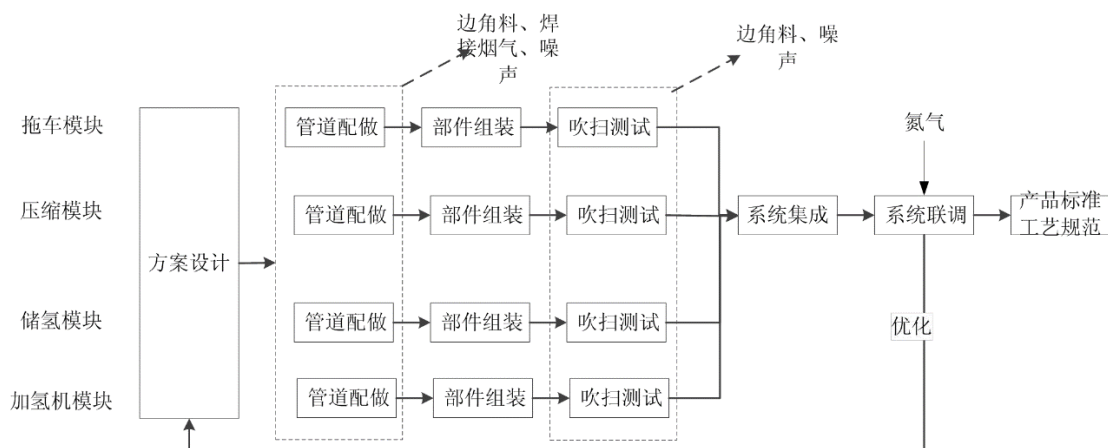 边角料、焊
接烟气、噪
声
边角料、噪
声
拖车模块
管道配做
部件组装
吹扫测试
氮气
压缩模块
管道配做
部件组装
吹扫测试
系统集成
系统联调
产品标准
工艺规范
方案设计
储氢模块
管道配做
部件组装
吹扫测试
优化
加氢机模块
管道配做
部件组装
吹扫测试